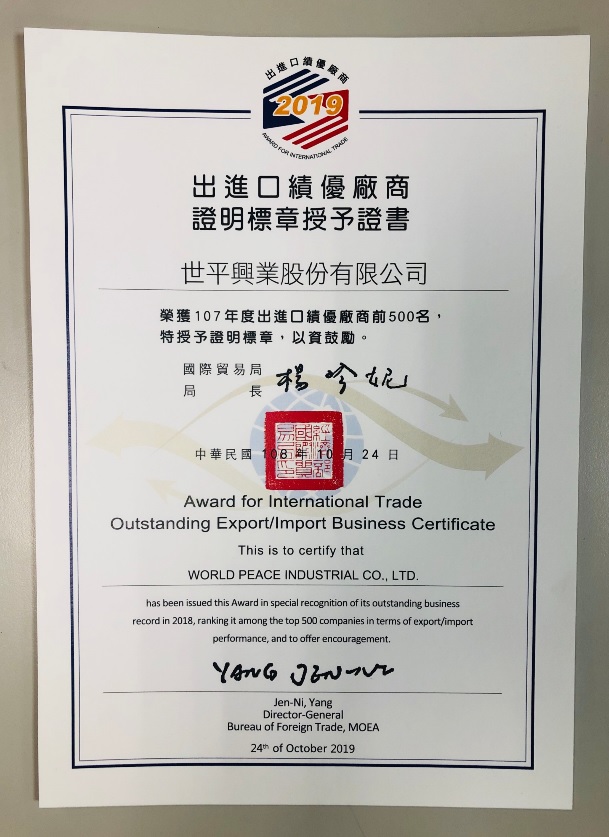 出進口績優廠商
2019
AWARD FOR INTERNATIONAL TRADE
出進口績優廠商
證明標章授予證書
世平興業股份有限公司
榮獲107年度出進口績優廠商前500名，
特授予證明標章，以資鼓勵。
國際貿易局
局長 楊珍妮
中華民國 108 年 10 月 24 日
Award for International Trade
Outstanding Export/Import Business Certificate
This is to certify that
WORLD PEACE INDUSTRIAL CO., LTD.
has been issued this Award in special recognition of its outstanding business
record in 2018, ranking it among the top 500 companies in terms of export/import
performance, and to offer encouragement.
YANG JEN-NI
Jen-Ni, Yang
Director-General
Bureau of Foreign Trade, MOEA
24th of October 2019